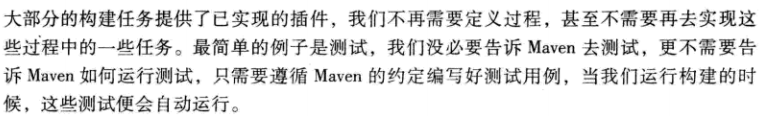 大部分的构建任务提供了已实现的插件，我们不再需要定义过程，甚至不需要再去实现这
些过程中的一些任务。最简单的例子是测试，我们没必要告诉 Maven 去测试，更不需要告
诉 Maven 如何运行测试，只需要遵循 Maven 的约定编写好测试用例，当我们运行构建的时
候，这些测试便会自动运行。